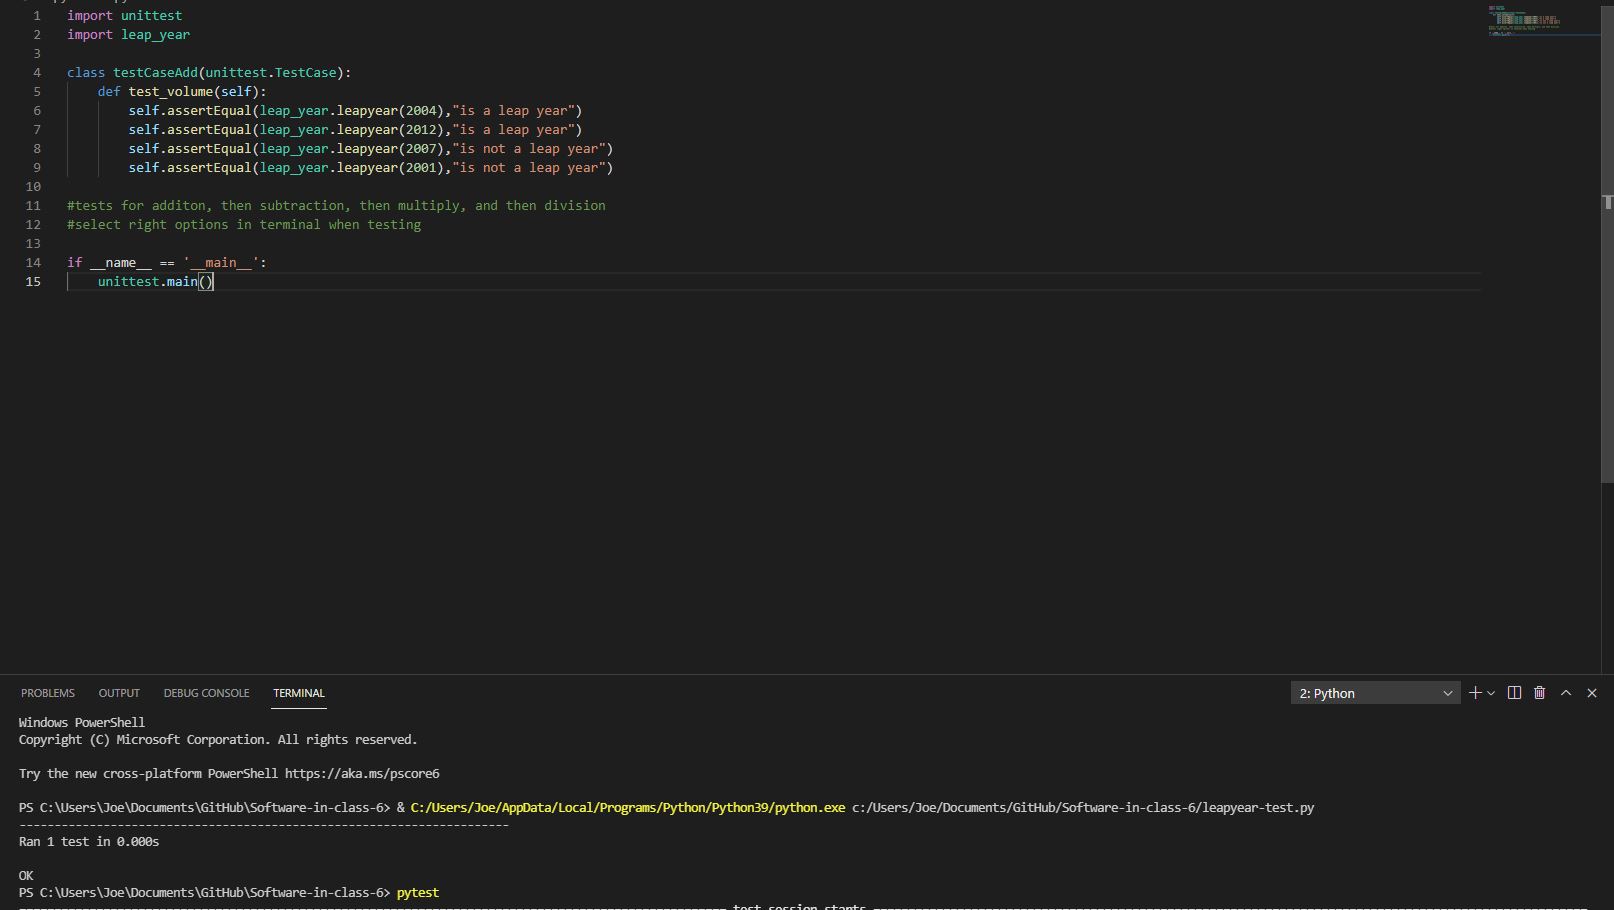 1 import unittest
2 import leap_year
3
4 class testCaseAdd(unittest.TestCase):
5     def test_volume(self):
6         self.assertEqual(leap_year.leapyear(2004),"is a leap year")
7         self.assertEqual(leap_year.leapyear(2012),"is a leap year")
8         self.assertEqual(leap_year.leapyear(2007),"is not a leap year")
9         self.assertEqual(leap_year.leapyear(2001),"is not a leap year")
10
11 #tests for additon, then subtraction, then multiply, and then division
12 #select right options in terminal when testing
13
14 if __name__ == '__main__':
15     unittest.main()
PROBLEMS OUTPUT DEBUG CONSOLE TERMINAL 2: Python
Windows PowerShell
Copyright (C) Microsoft Corporation. All rights reserved.
Try the new cross-platform PowerShell https://aka.ms/pscore6
PS C:\Users\Joe\Documents\GitHub\Software-in-class-6> & C:/Users/Joe/AppData/Local/Programs/Python/Python39/python.exe c:/Users/Joe/Documents/GitHub/Software-in-class-6/leapyear-test.py
----------------------------------------------------------------------
Ran 1 test in 0.000s
OK
PS C:\Users\Joe\Documents\GitHub\Software-in-class-6> pytest
test session starts